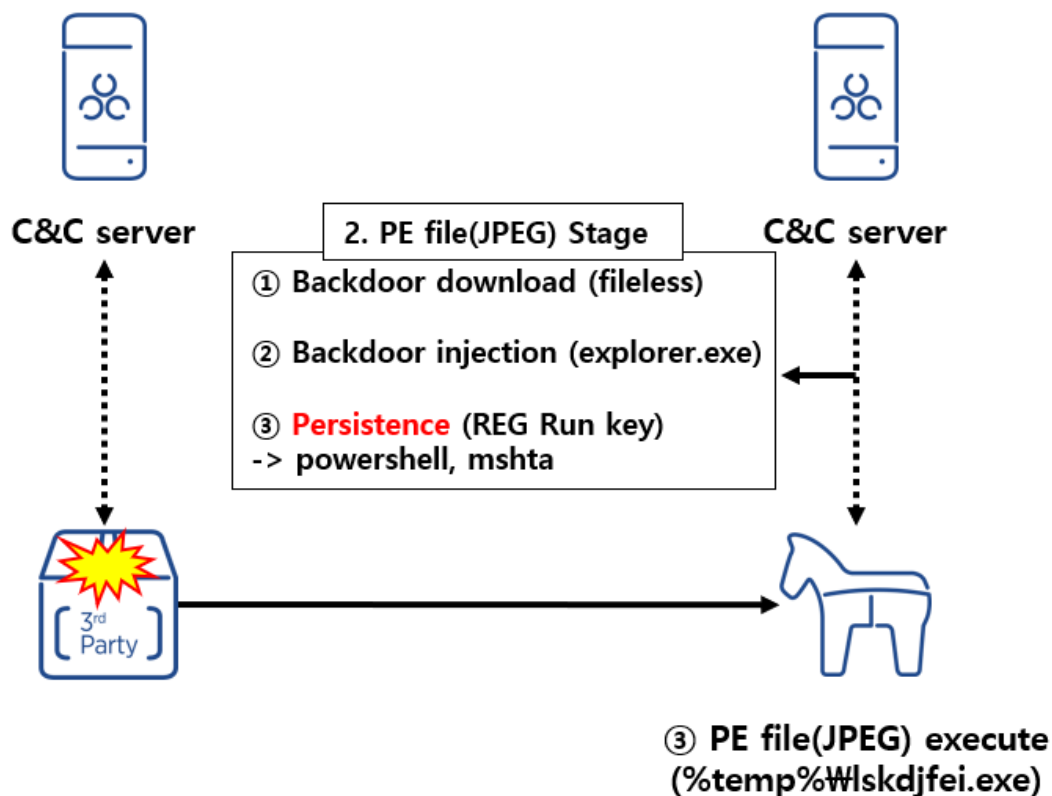 C&C server
C&C server
2. PE file(JPEG) Stage
① Backdoor download (fileless)
② Backdoor injection (explorer.exe)
③ Persistence (REG Run key)
-> powershell, mshta
[ 3rd
Party ]
③ PE file(JPEG) execute
(%temp%₩lskdjfei.exe)